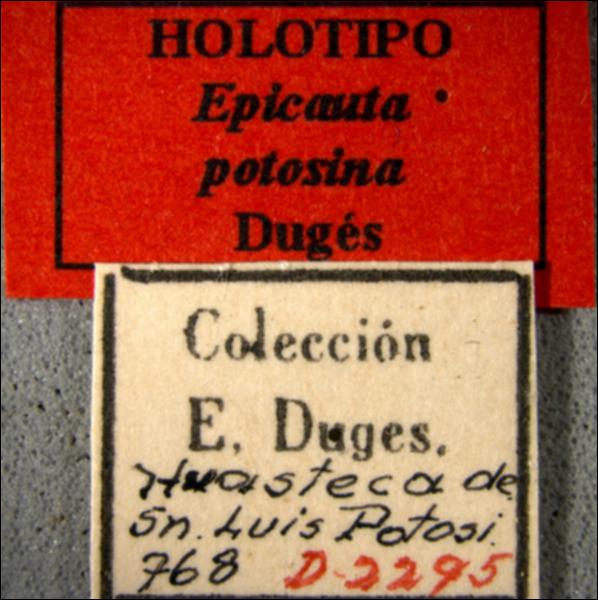 HOLOTIPO
Epicauta
potosina
Dugés
Colección
E. Duges.
Huasteca de
Sn. Luis Potosi.
768 D-2295